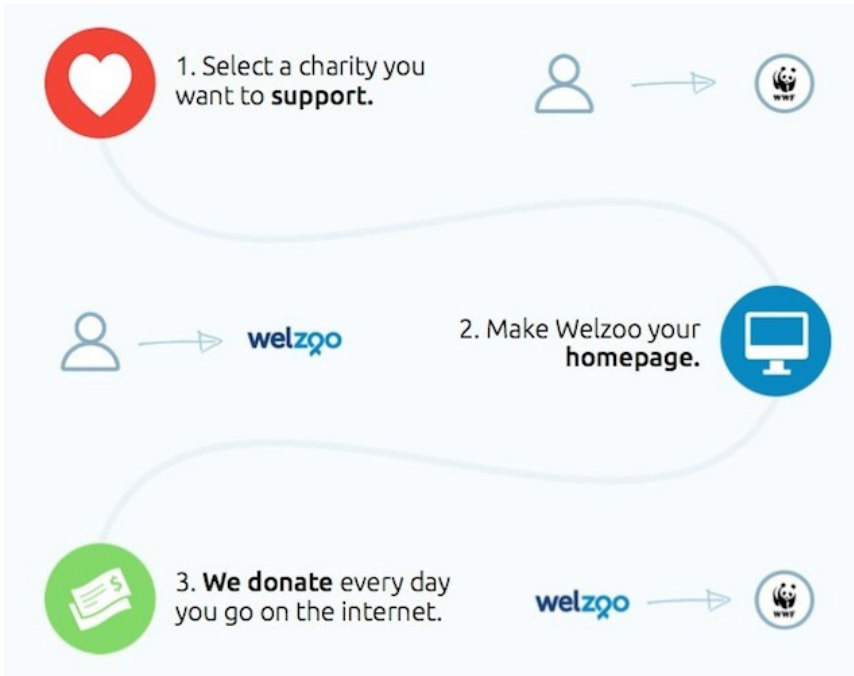 1. Select a charity you
want to support.
WWF
welzoo
2. Make Welzoo your
homepage.
3. We donate every day
you go on the internet.
$
welzoo
WWF